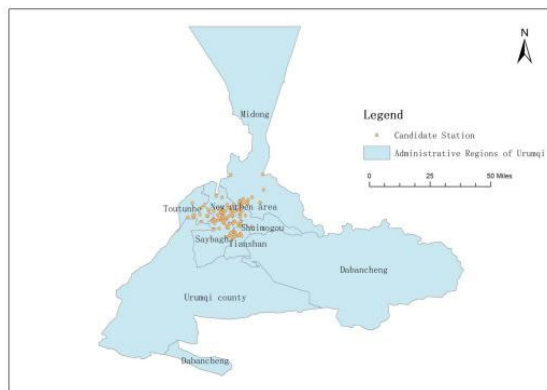 N
Midong
Legend
Candidate Station
Administrative Regions of Urumqi
0 25 50 Miles
Toutunhe
New urben area
Shuimogou
Saybagh
Tianshan
Dabancheng
Urumqi county
Dabancheng